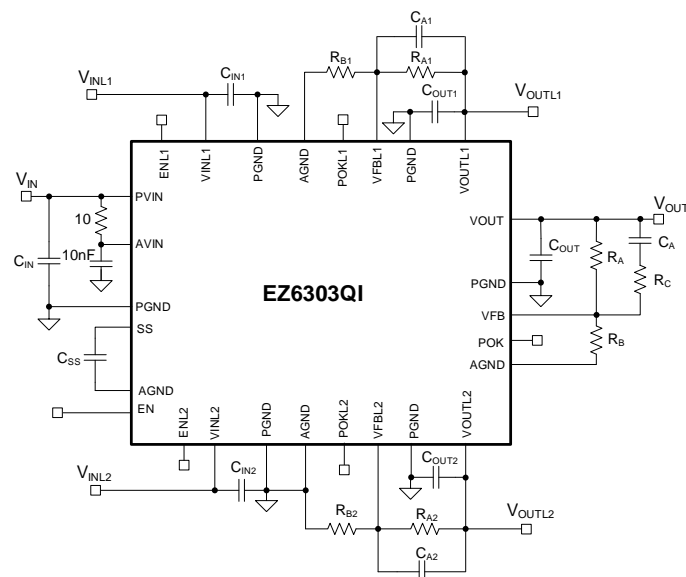 CA1
RB1
RA1
VINL1
CIN1
COUT1
VOUTL1
ENL1
VINL1
PGND
AGND
POKL1
VFBL1
PGND
VOUTL1
VIN
PVIN
10
AVIN
10nF
CIN
PGND
SS
CSS
AGND
EN
EZ6303QI
VOUT
VOUT
COUT
RA
CA
RC
PGND
VFB
RB
POK
AGND
ENL2
VINL2
PGND
AGND
POKL2
VFBL2
PGND
VOUTL2
VINL2
CIN2
COUT2
RB2
RA2
VOUTL2
CA2